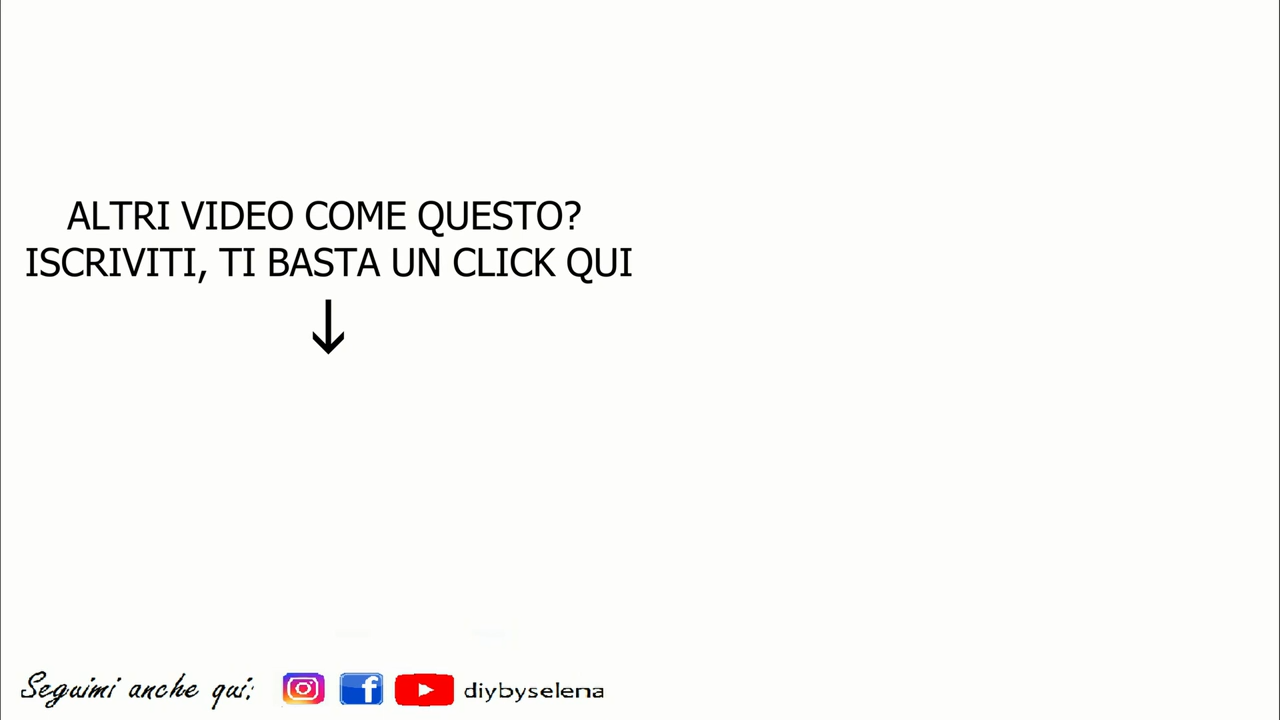 ALTRI VIDEO COME QUESTO?
ISCRIVITI, TI BASTA UN CLICK QUI
Seguimi anche qui: diybyselena